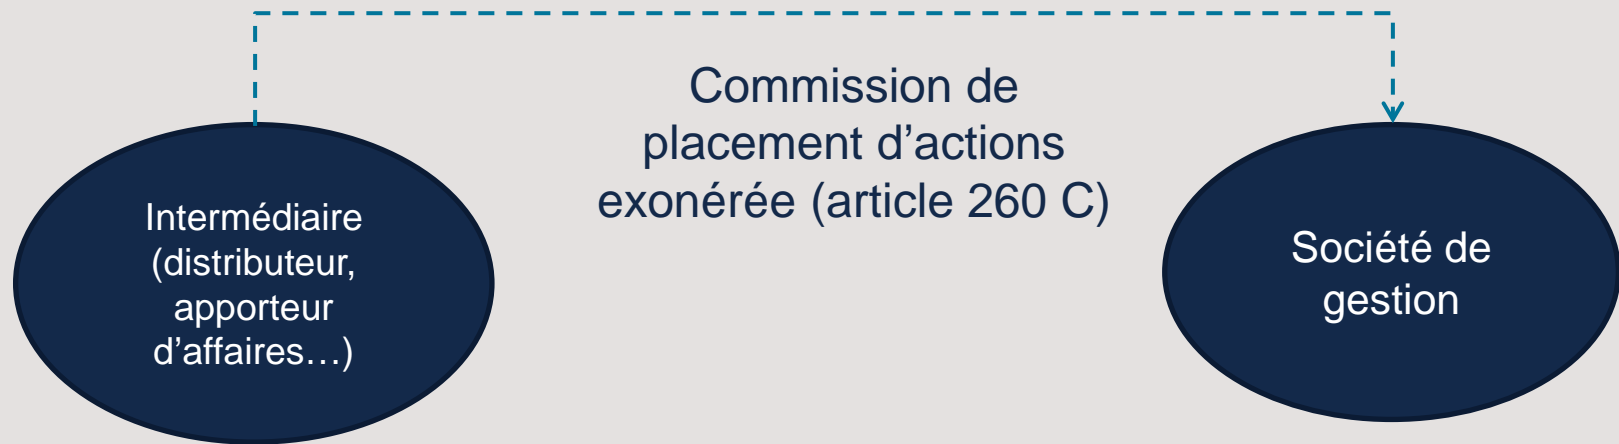 Commission de
placement d’actions
exonérée (article 260 C)
Intermédiaire
(distributeur,
apporteur
d’affaires…)
Société de
gestion